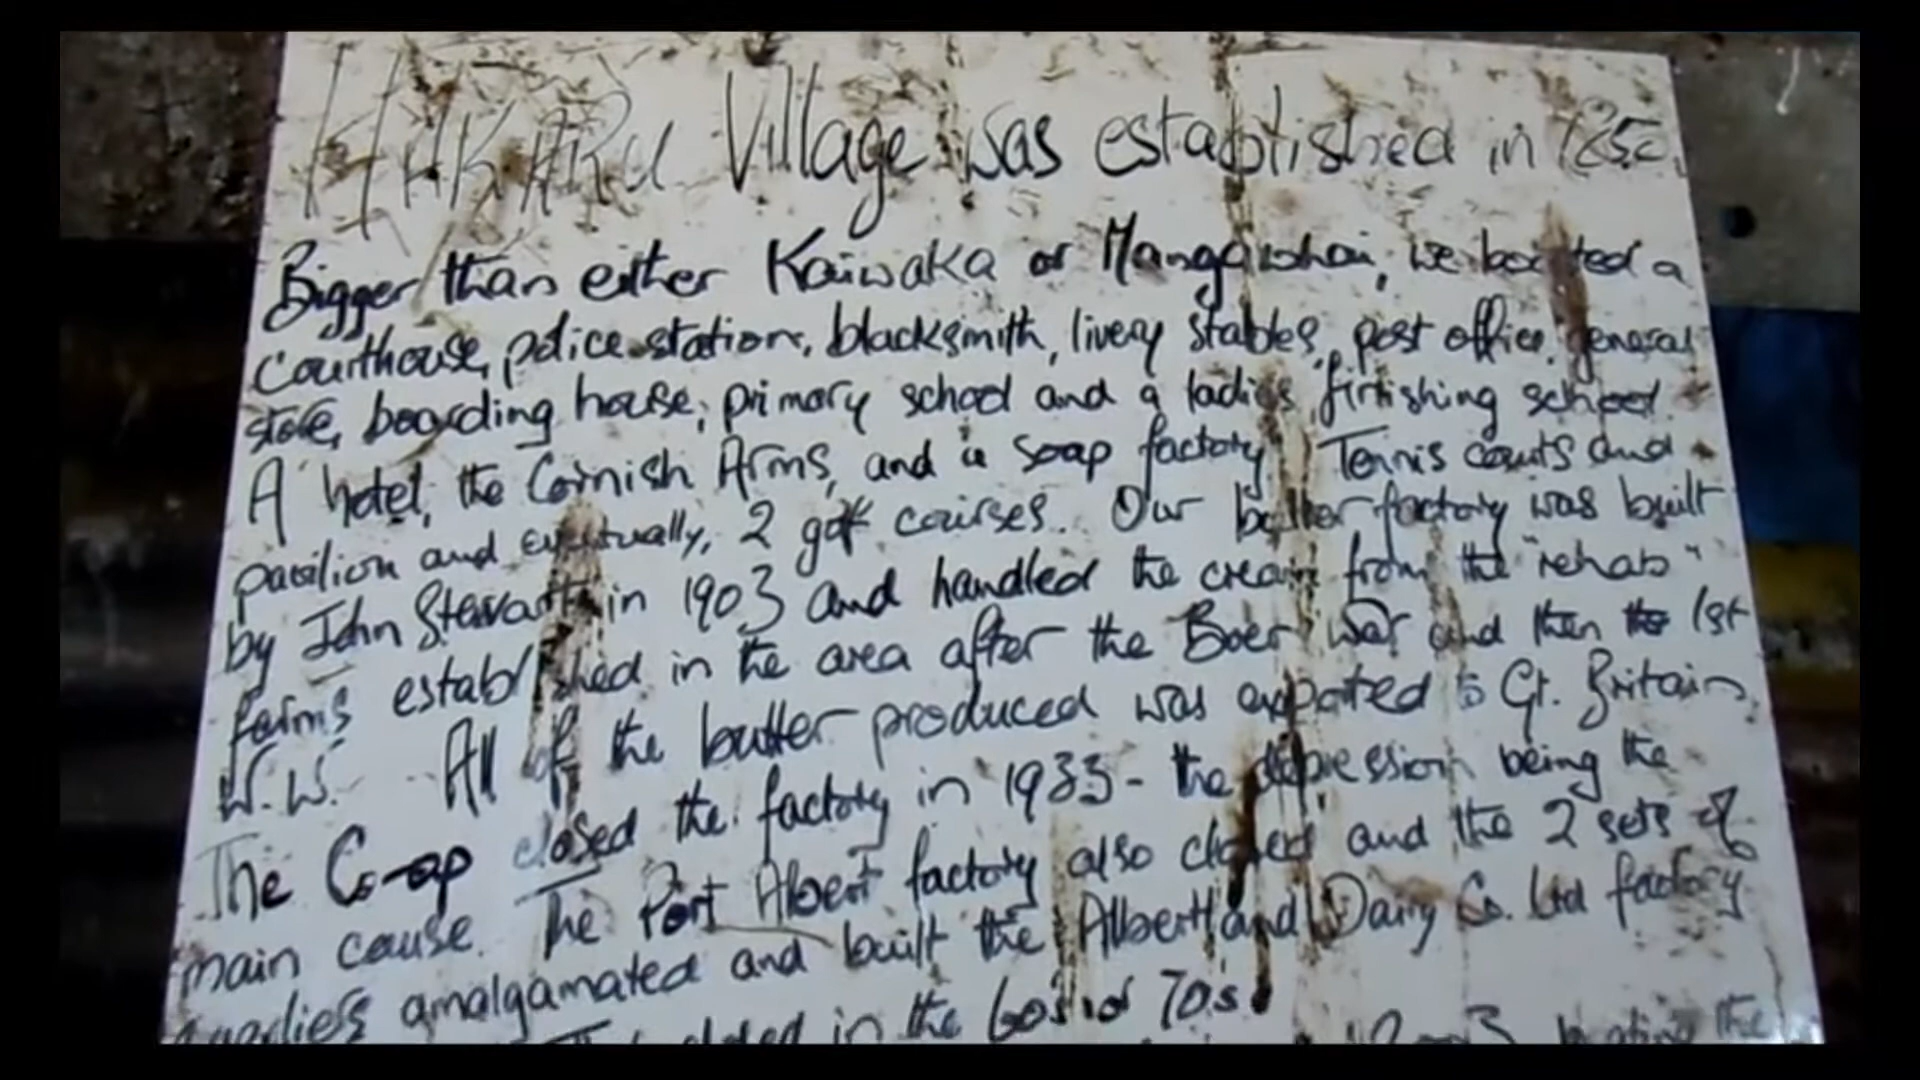 HAKARU Village was established in 1850.
Bigger than either Kaiwaka or Mangawhai, we boasted a
courthouse, police station, blacksmith, livery stables, post office, general
store, boarding house, primary school and a ladies finishing school.
A hotel, the Cornish Arms, and a soap factory. Tennis courts and
pavilion and eventually, 2 golf courses. Our butter factory was built
by John Stewart in 1903 and handled the cream from the "rehab"
farms established in the area after the Boer War and then the 1st
W.W. All of the butter produced was exported to Gt. Britain.
The Co-op closed the factory in 1933 - the depression being the
main cause. The Port Albert factory also closed and the 2 sets of
suppliers amalgamated and built the Albertland Dairy Co. Ltd factory
closed in the 60's or 70's.
the